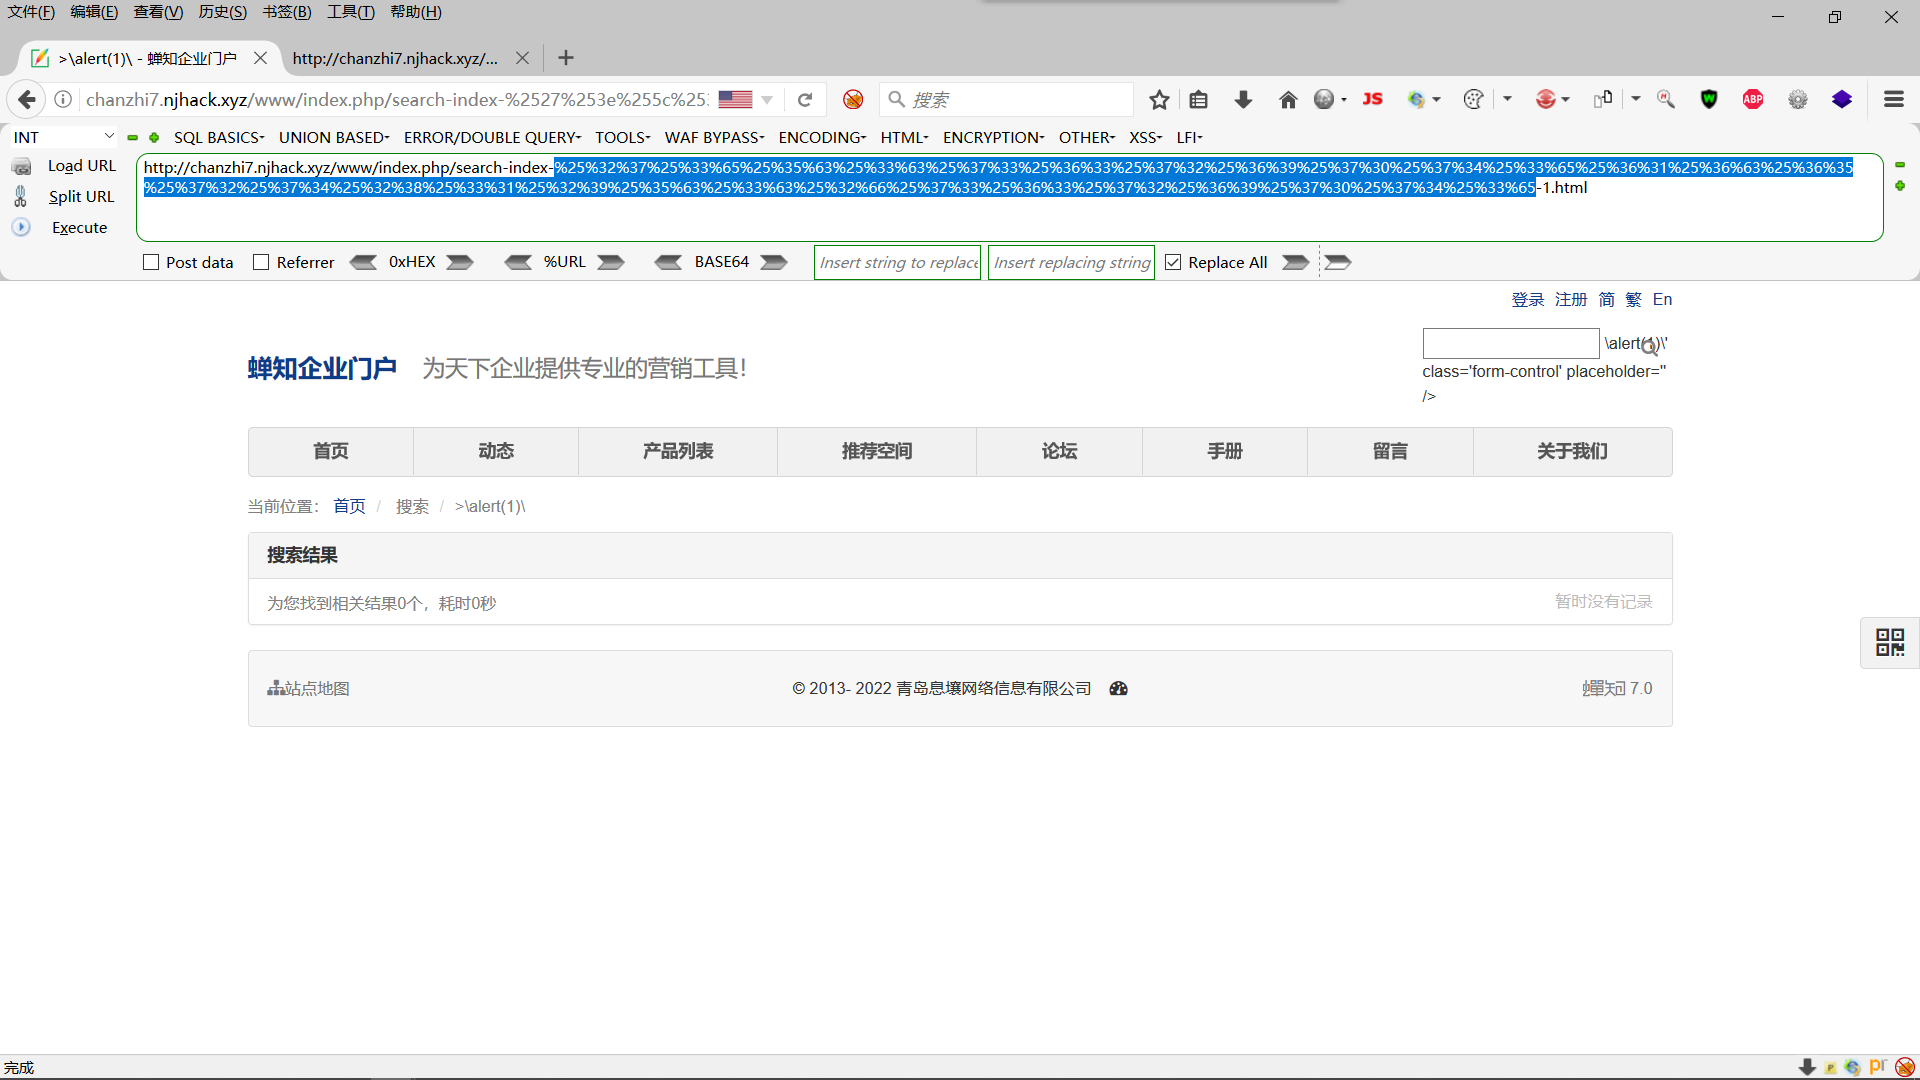 文件(F) 编辑(E) 查看(V) 历史(S) 书签(B) 工具(T) 帮助(H)
>\alert(1)\ - 蝉知企业门户
http://chanzhi7.njhack.xyz/...
chanzhi7.njhack.xyz/www/index.php/search-index-%2527%253e%255c%25
搜索
JS
ABP
INT
SQL BASICS
UNION BASED
ERROR/DOUBLE QUERY
TOOLS
WAF BYPASS
ENCODING
HTML
ENCRYPTION
OTHER
XSS
LFI
Load URL
Split URL
Execute
http://chanzhi7.njhack.xyz/www/index.php/search-index-%25%32%37%25%33%65%25%35%63%25%33%63%25%37%33%25%36%33%25%37%32%25%36%39%25%37%30%25%37%34%25%33%65%25%36%31%25%36%63%25%36%35
%25%37%32%25%37%34%25%32%38%25%33%31%25%32%39%25%35%63%25%33%63%25%32%66%25%37%33%25%36%33%25%37%32%25%36%39%25%37%30%25%37%34%25%33%65-1.html
Post data
Referrer
0xHEX
%URL
BASE64
Insert string to replace
Insert replacing string
Replace All
登录 注册 简 繁 En
蝉知企业门户 为天下企业提供专业的营销工具！
\alert(1)\'
class='form-control' placeholder=''
/>
首页 动态 产品列表 推荐空间 论坛 手册 留言 关于我们
当前位置： 首页 / 搜索 / >\alert(1)\
搜索结果
为您找到相关结果0个，耗时0秒
暂时没有记录
站点地图
© 2013- 2022 青岛息壤网络信息有限公司
蝉知 7.0
完成
pr